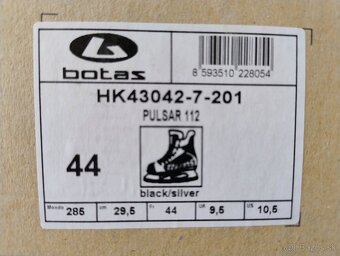 botas
8 593510 228054
HK43042-7-201
PULSAR 112
44
black/silver
Mondo 285 cm 29,5 Fr 44 UK 9,5 US 10,5